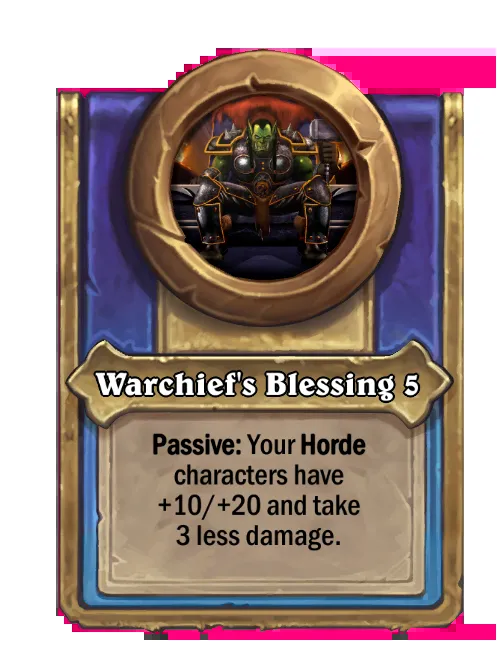 Warchief's Blessing 5
Passive: Your Horde
characters have
+10/+20 and take
3 less damage.